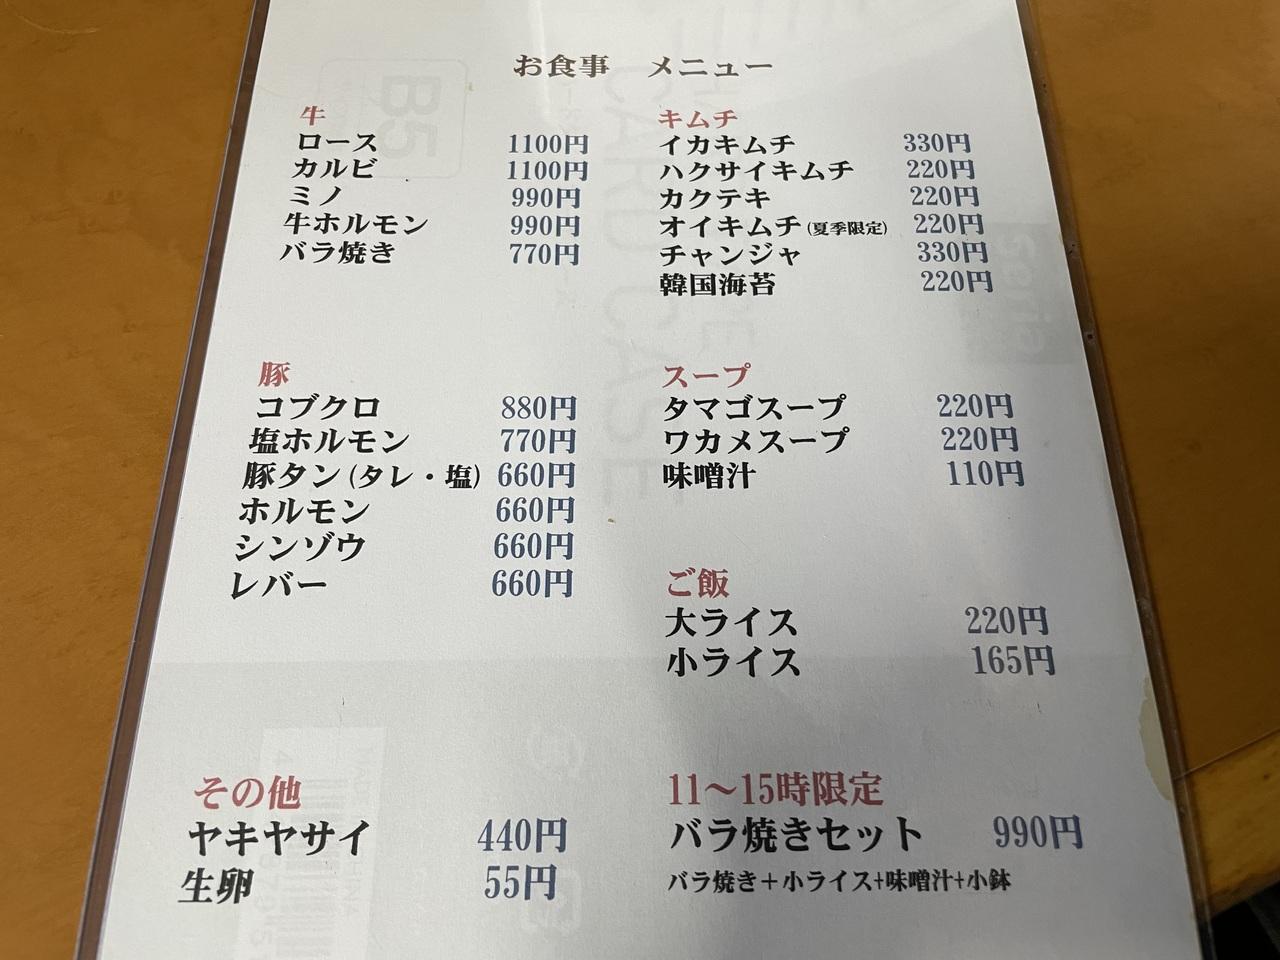 お食事 メニュー
牛
ロース 1100円
カルビ 1100円
ミノ 990円
牛ホルモン 990円
バラ焼き 770円
豚
コブクロ 880円
塩ホルモン 770円
豚タン(タレ・塩) 660円
ホルモン 660円
シンゾウ 660円
レバー 660円
その他
ヤキヤサイ 440円
生卵 55円
キムチ
イカキムチ 330円
ハクサイキムチ 220円
カクテキ 220円
オイキムチ(夏季限定) 220円
チャンジャ 330円
韓国海苔 220円
スープ
タマゴスープ 220円
ワカメスープ 220円
味噌汁 110円
ご飯
大ライス 220円
小ライス 165円
11〜15時限定
バラ焼きセット 990円
バラ焼き+小ライス+味噌汁+小鉢
B5
CARD CASE
Seria